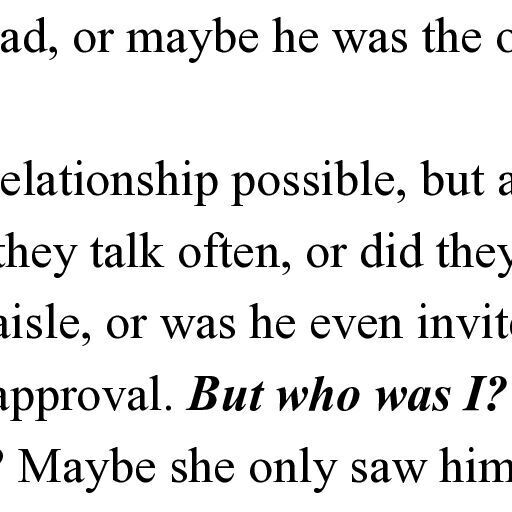 ad, or maybe he was the o
elationship possible, but a
they talk often, or did they
aisle, or was he even invite
approval. But who was I?
? Maybe she only saw him